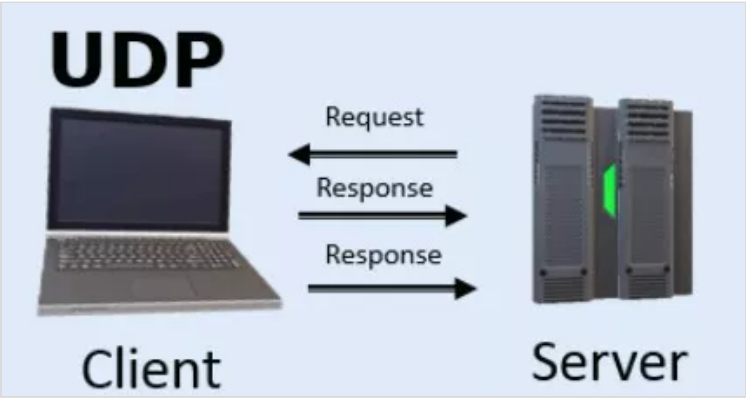 UDP
Request
Response
Response
Client
Server